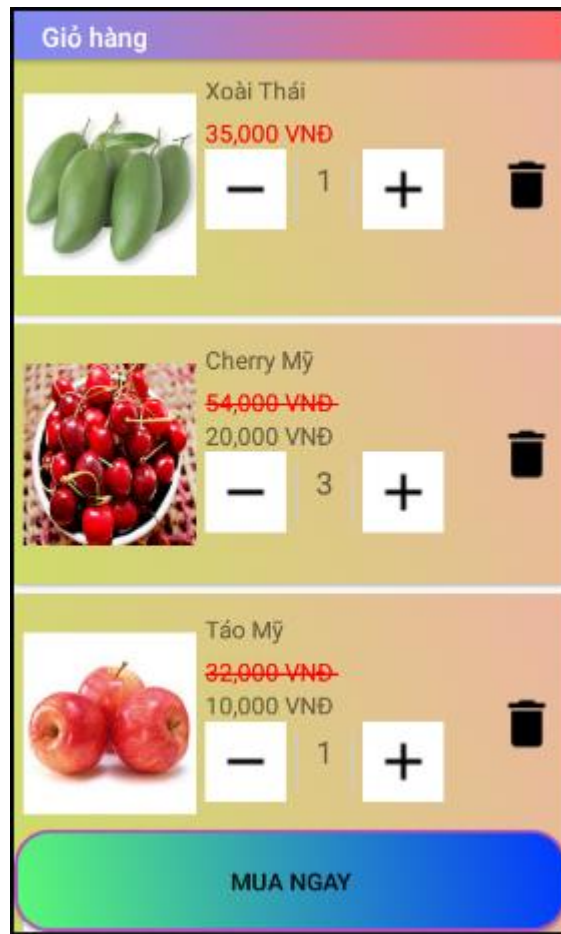 Giỏ hàng
Xoài Thái
35,000 VNĐ
1
Cherry Mỹ
54,000 VNĐ
20,000 VNĐ
3
Táo Mỹ
32,000 VNĐ
10,000 VNĐ
1
MUA NGAY